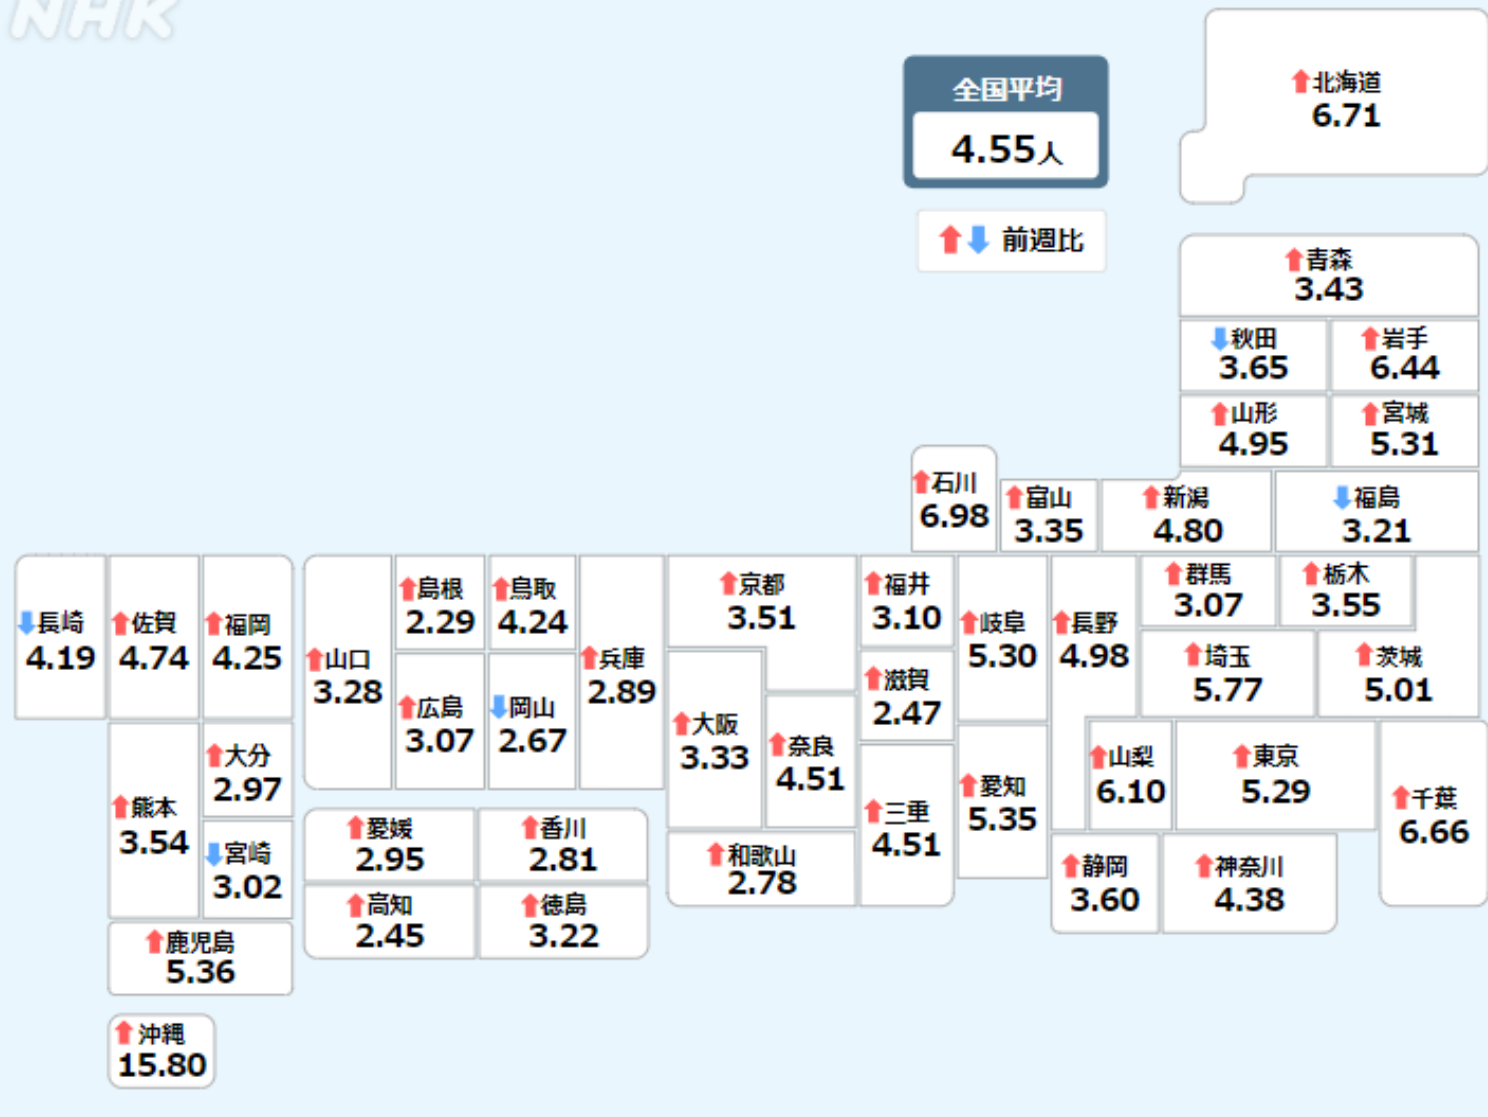 NHK
全国平均
4.55人
前週比
北海道
6.71
青森
3.43
秋田
3.65
岩手
6.44
山形
4.95
宮城
5.31
石川
6.98
富山
3.35
新潟
4.80
福島
3.21
長崎
4.19
佐賀
4.74
福岡
4.25
山口
3.28
島根
2.29
鳥取
4.24
広島
3.07
岡山
2.67
兵庫
2.89
京都
3.51
福井
3.10
岐阜
5.30
長野
4.98
群馬
3.07
栃木
3.55
埼玉
5.77
茨城
5.01
滋賀
2.47
大阪
3.33
奈良
4.51
三重
4.51
愛知
5.35
山梨
6.10
東京
5.29
千葉
6.66
大分
2.97
熊本
3.54
宮崎
3.02
愛媛
2.95
香川
2.81
和歌山
2.78
静岡
3.60
神奈川
4.38
高知
2.45
徳島
3.22
鹿児島
5.36
沖縄
15.80